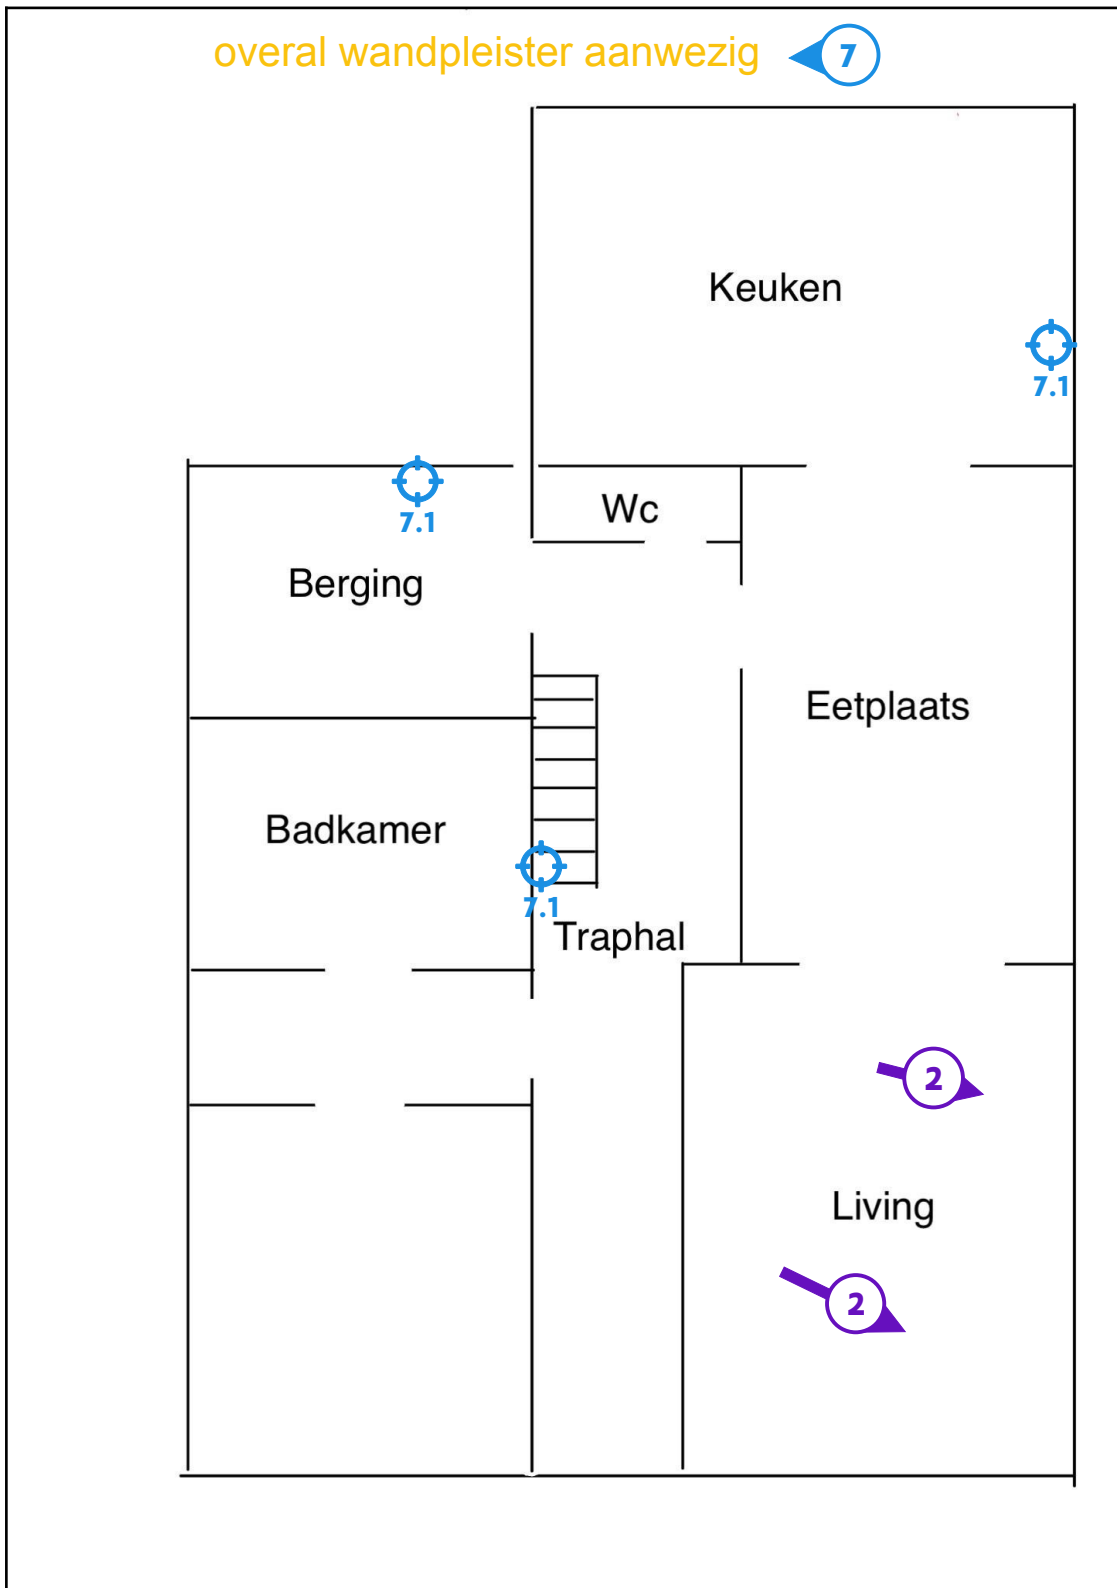 overal wandpleister aanwezig 7
Keuken
7.1
7.1
Wc
Berging
Eetplaats
Badkamer
7.1
Traphal
2
Living
2